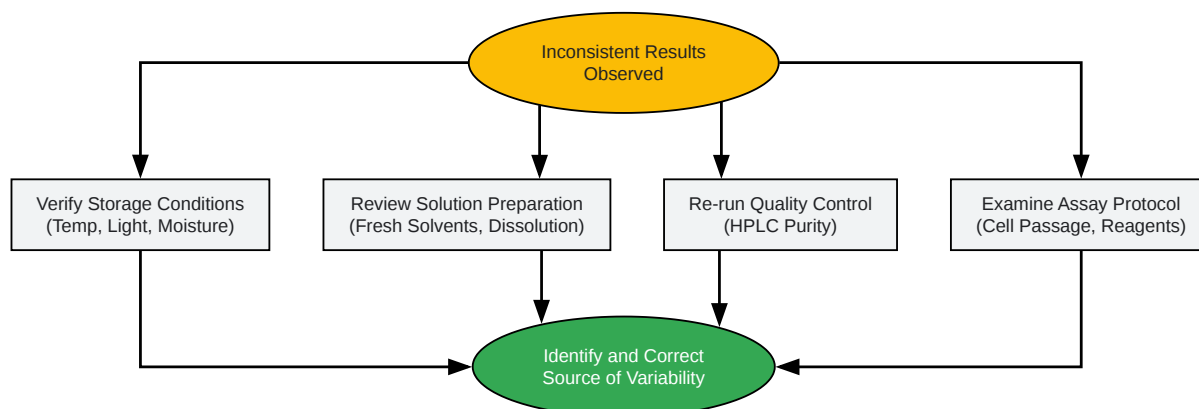 Inconsistent Results
Observed
Verify Storage Conditions
(Temp, Light, Moisture)
Review Solution Preparation
(Fresh Solvents, Dissolution)
Re-run Quality Control
(HPLC Purity)
Examine Assay Protocol
(Cell Passage, Reagents)
Identify and Correct
Source of Variability